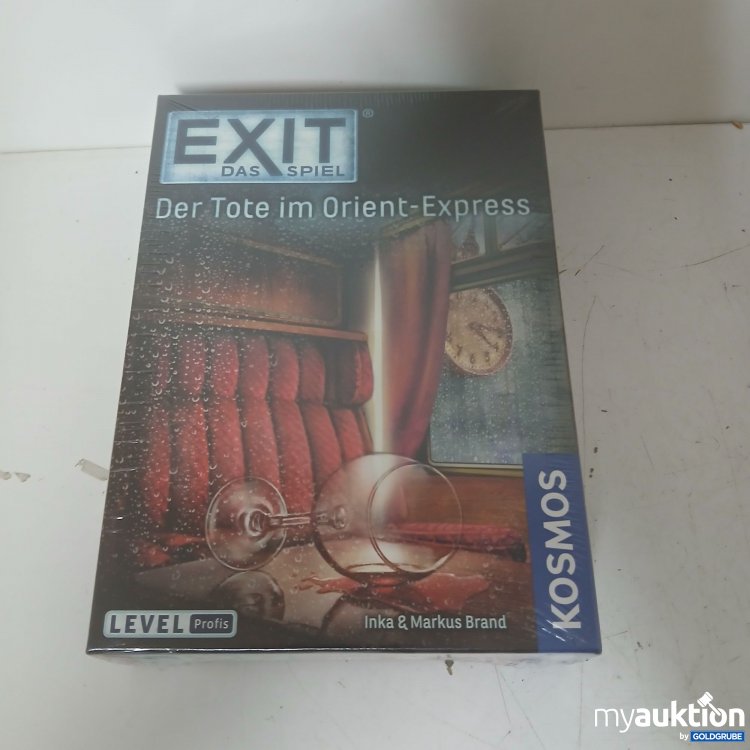 EXIT®
DAS SPIEL
Der Tote im Orient-Express
KOSMOS
Inka & Markus Brand
LEVEL Profis
myauktion
by GOLDGRUBE